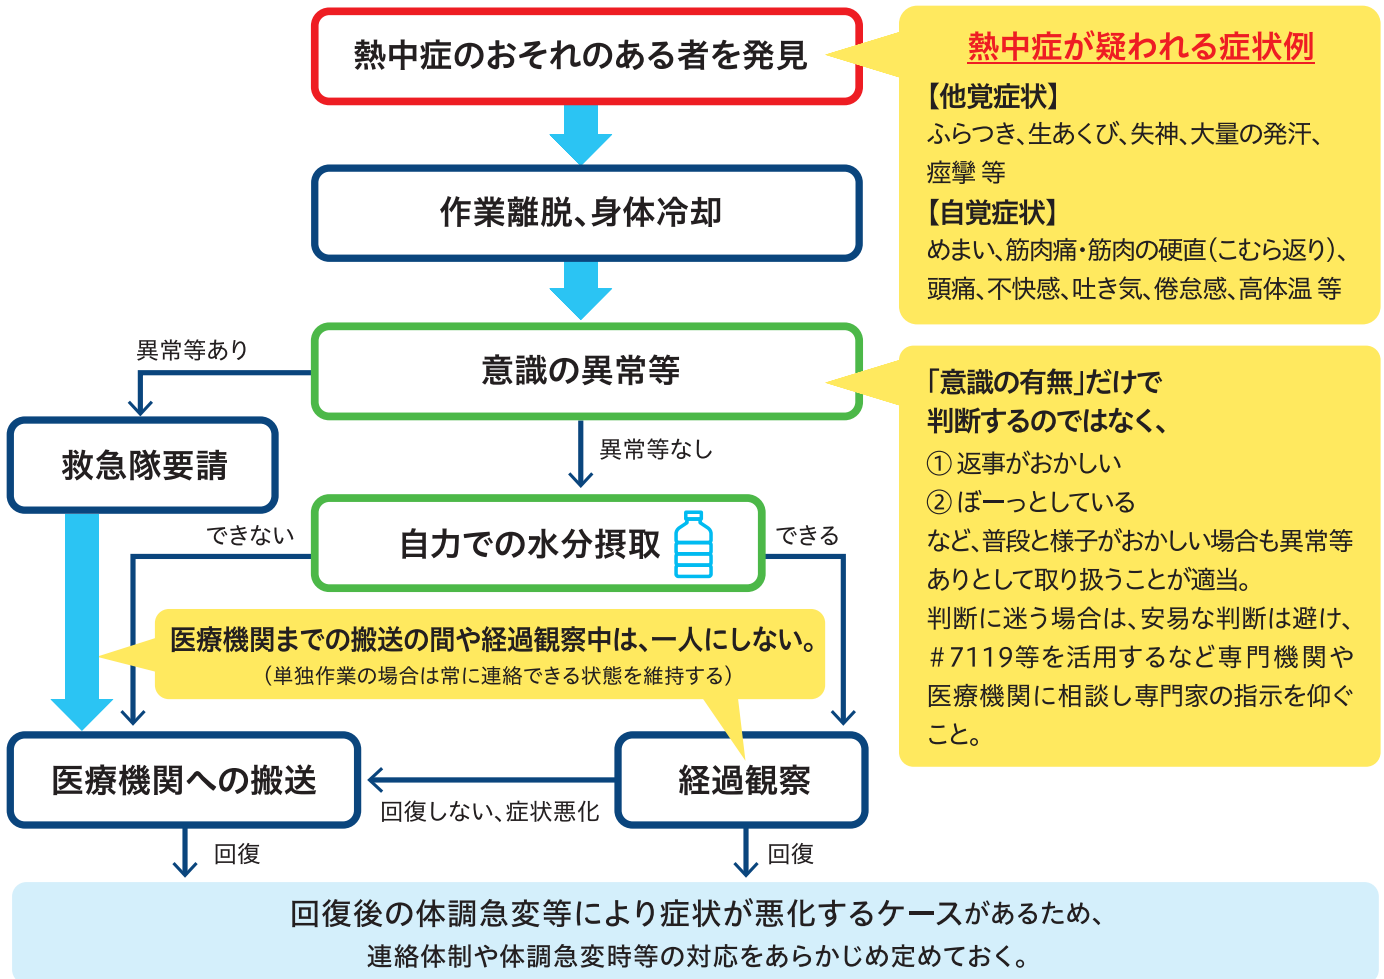 熱中症のおそれのある者を発見
熱中症が疑われる症状例
【他覚症状】
ふらつき、生あくび、失神、大量の発汗、
痙攣 等
【自覚症状】
めまい、筋肉痛・筋肉の硬直(こむら返り)、
頭痛、不快感、吐き気、倦怠感、高体温 等
作業離脱、身体冷却
意識の異常等
異常等あり
異常等なし
「意識の有無」だけで
判断するのではなく、
① 返事がおかしい
② ぼーっとしている
など、普段と様子がおかしい場合も異常等
ありとして取り扱うことが適当。
判断に迷う場合は、安易な判断は避け、
#7119等を活用するなど専門機関や
医療機関に相談し専門家の指示を仰ぐ
こと。
救急隊要請
自力での水分摂取
できない
できる
医療機関までの搬送の間や経過観察中は、一人にしない。
(単独作業の場合は常に連絡できる状態を維持する)
医療機関への搬送
経過観察
回復しない、症状悪化
回復
回復
回復後の体調急変等により症状が悪化するケースがあるため、
連絡体制や体調急変時等の対応をあらかじめ定めておく。